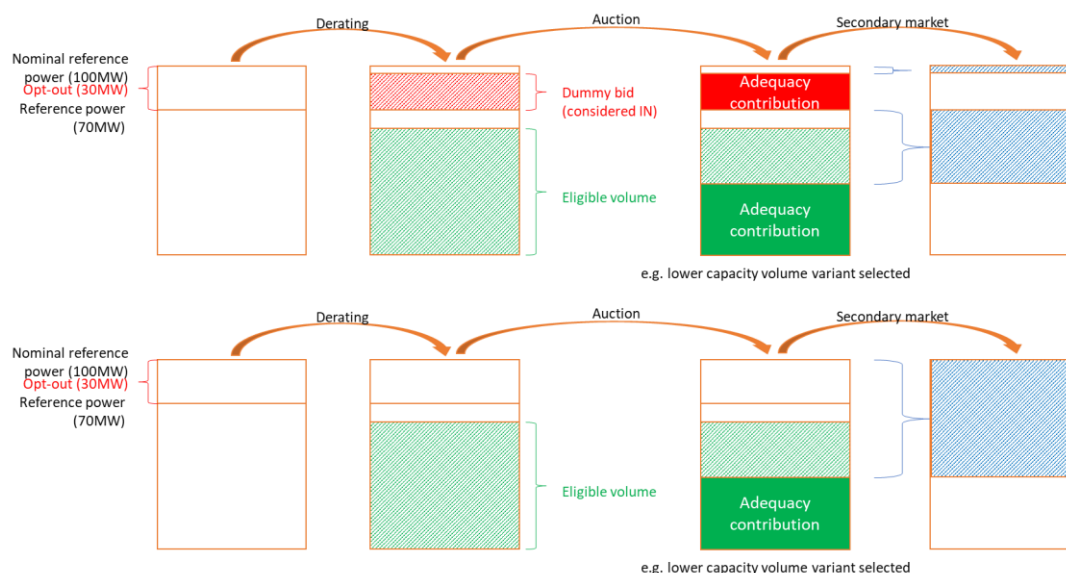 Derating
Auction
Secondary market
Nominal reference
power (100MW)
Opt-out (30MW)
Reference power
(70MW)
Dummy bid
(considered IN)
Eligible volume
Adequacy
contribution
Adequacy
contribution
e.g. lower capacity volume variant selected
Derating
Auction
Secondary market
Nominal reference
power (100MW)
Opt-out (30MW)
Reference power
(70MW)
Eligible volume
Adequacy
contribution
e.g. lower capacity volume variant selected